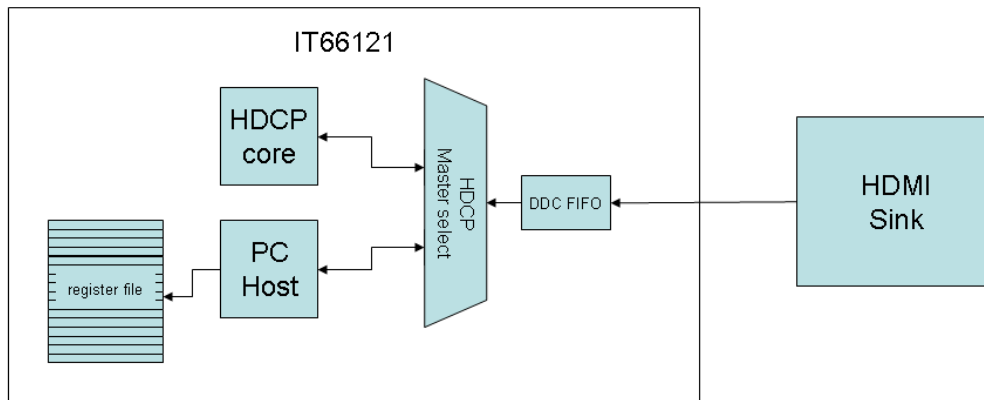 IT66121
HDCP
core
HDCP
Master select
DDC FIFO
HDMI
Sink
PC
Host
register file